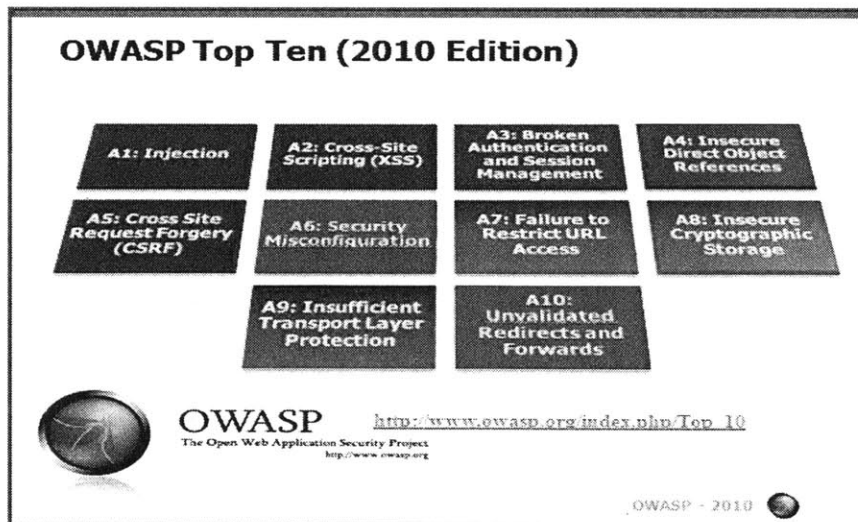 OWASP Top Ten (2010 Edition)
A1: Injection
A2: Cross-Site
Scripting (XSS)
A3: Broken
Authentication
and Session
Management
A4: Insecure
Direct Object
References
A5: Cross Site
Request Forgery
(CSRF)
A6: Security
Misconfiguration
A7: Failure to
Restrict URL
Access
A8: Insecure
Cryptographic
Storage
A9: Insufficient
Transport Layer
Protection
A10:
Unvalidated
Redirects and
Forwards
OWASP
The Open Web Application Security Project
http://www.owasp.org
http://www.owasp.org/index.php/Top_10
OWASP - 2010